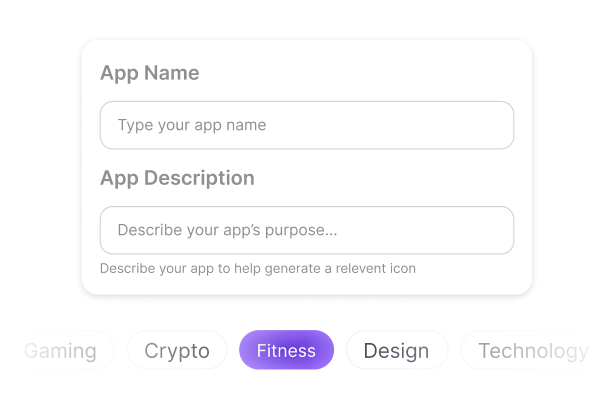 App Name
Type your app name
App Description
Describe your app’s purpose...
Describe your app to help generate a relevent icon
Gaming Crypto Fitness Design Technology